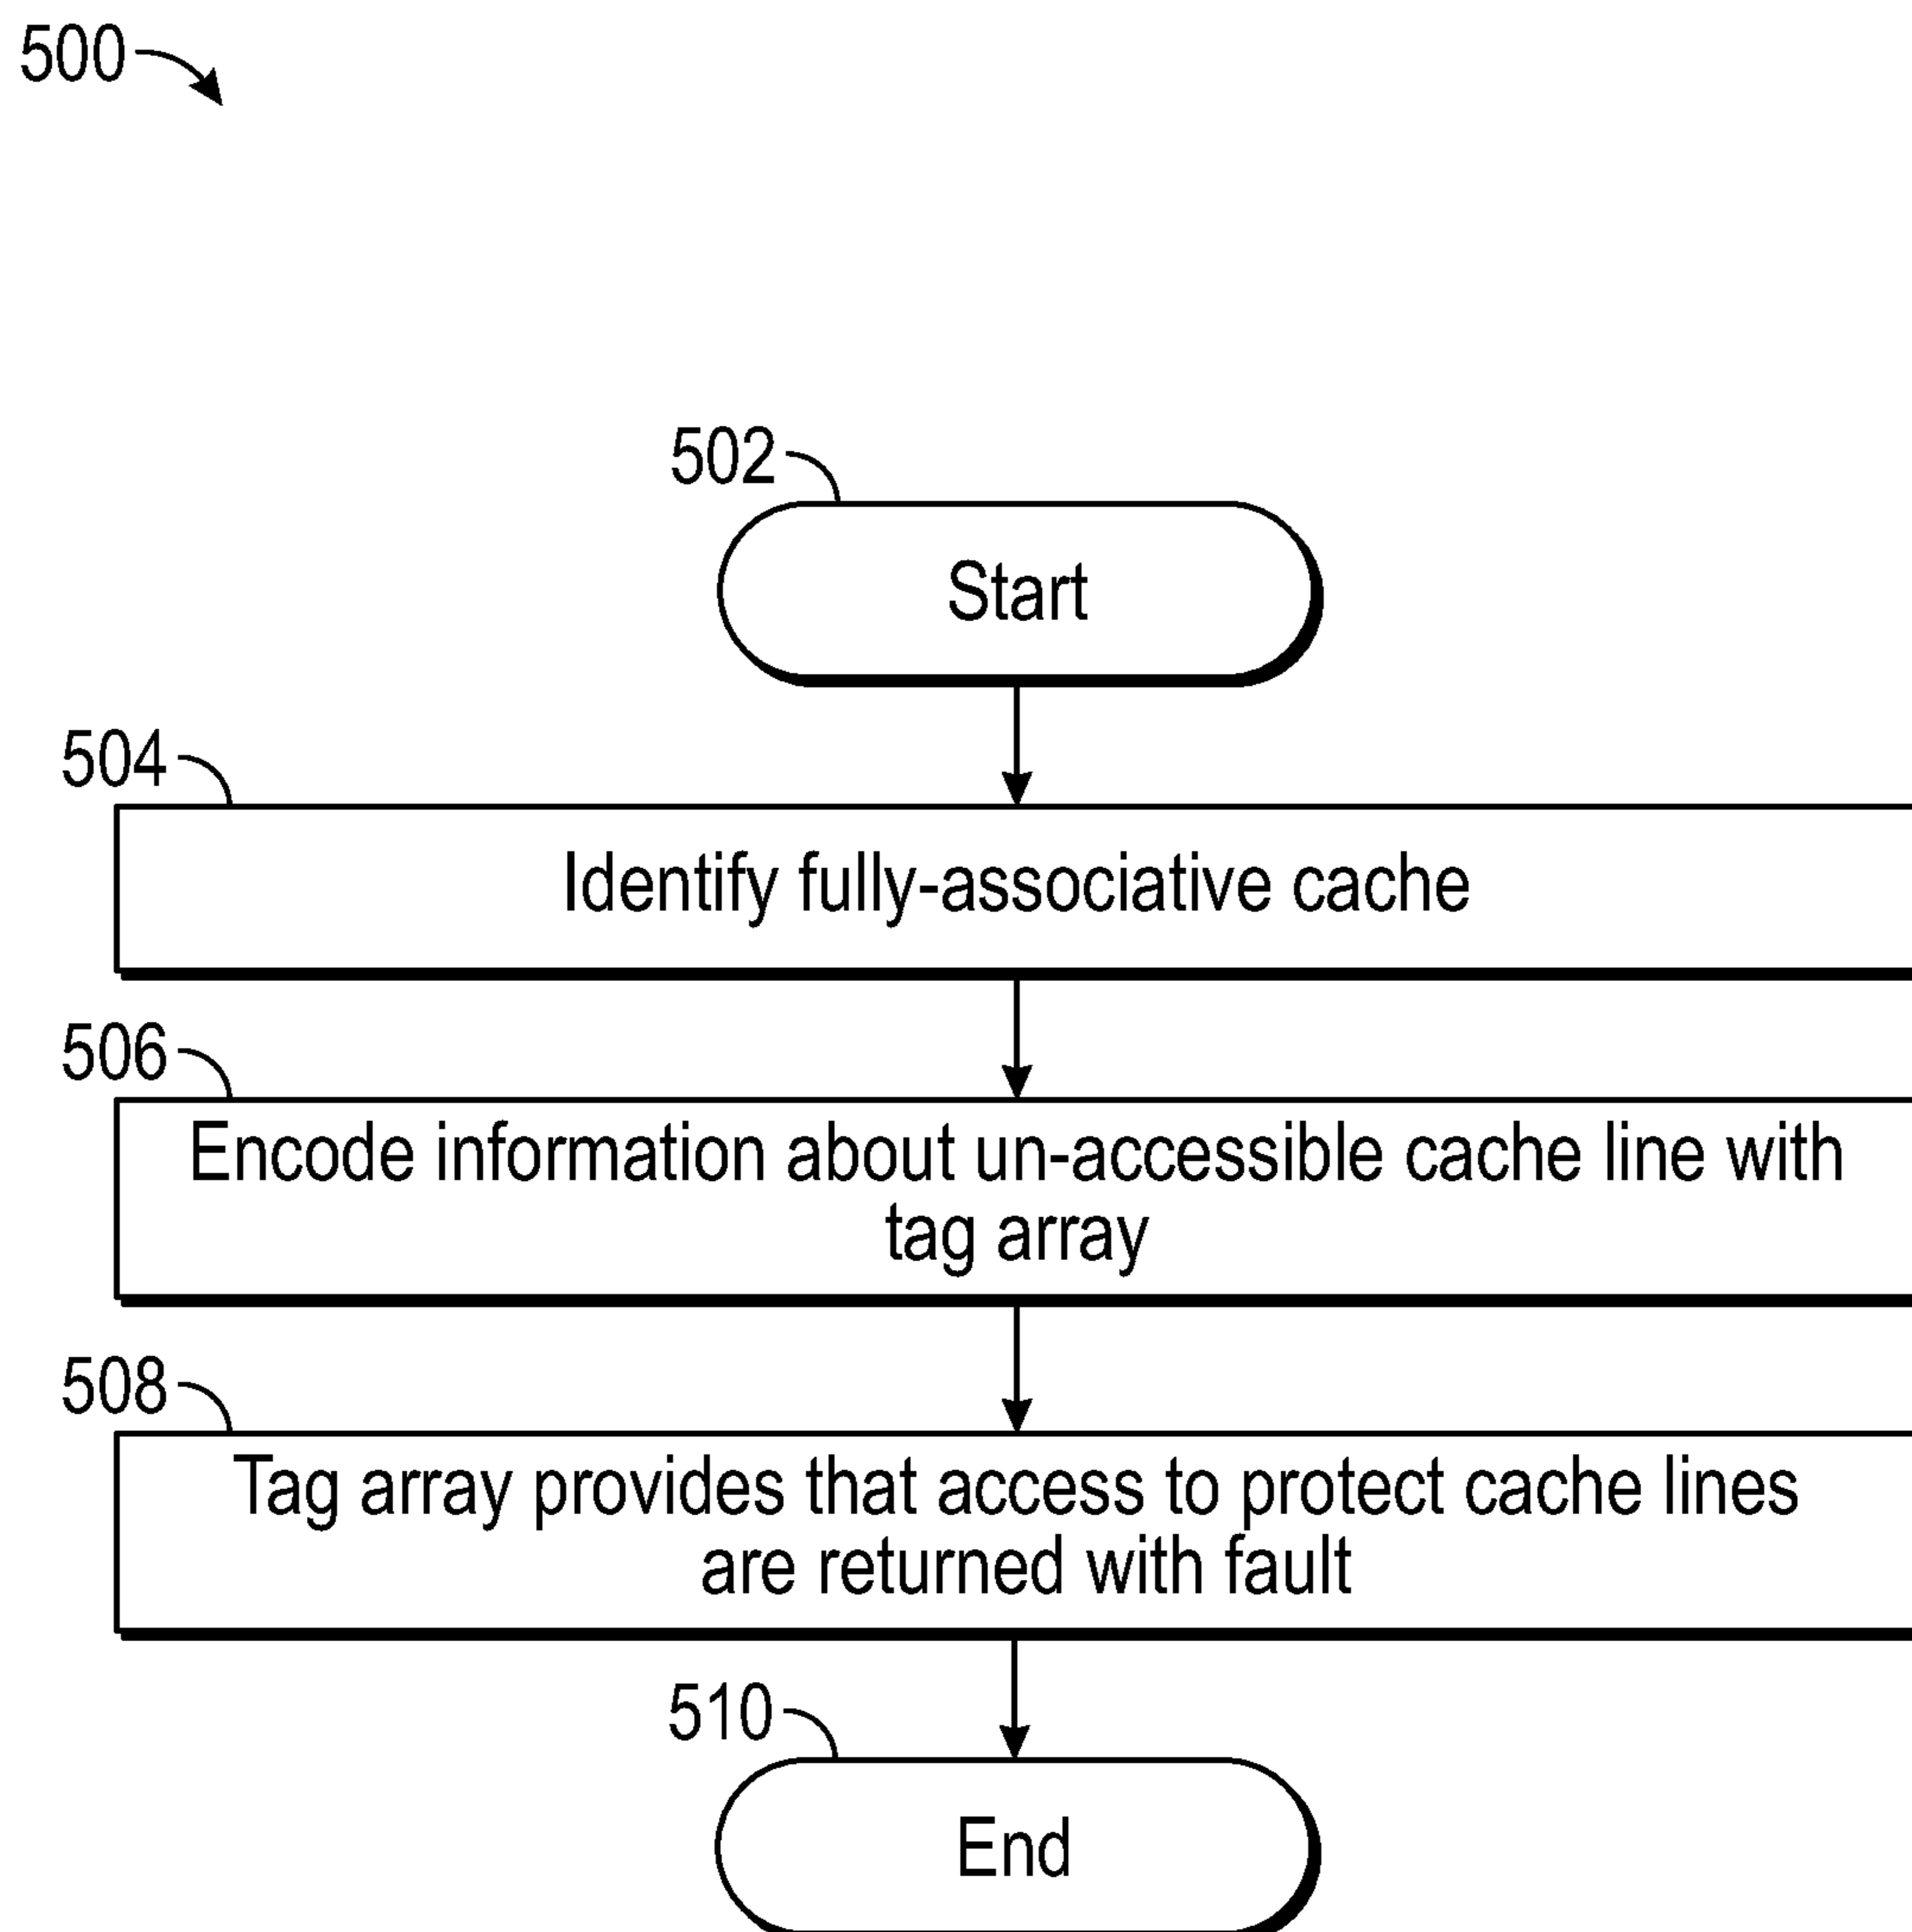 500
502
Start
504
Identify fully-associative cache
506
Encode information about un-accessible cache line with
tag array
508
Tag array provides that access to protect cache lines
are returned with fault
510
End